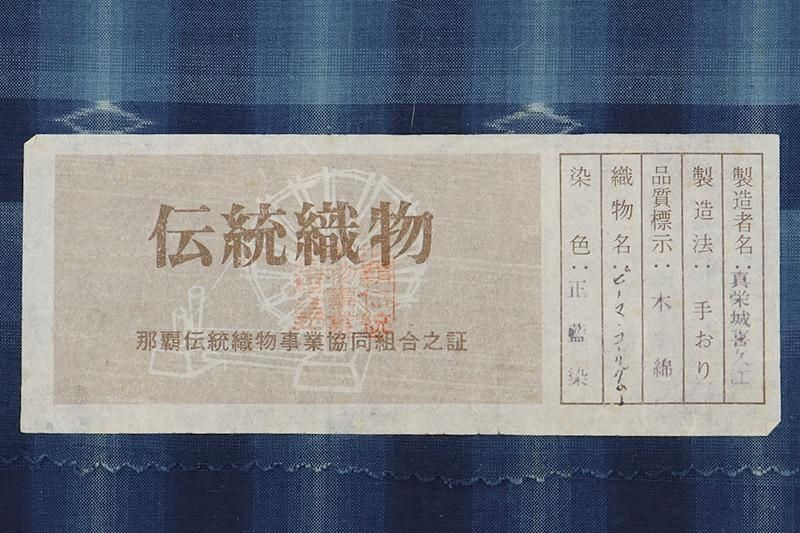 伝統織物
那覇伝統織物事業協同組合之証
製造者名:真栄城喜久江
製造法:手おり
品質標示:木綿
織物名:ビーマ・コーザムー
染色:正藍染